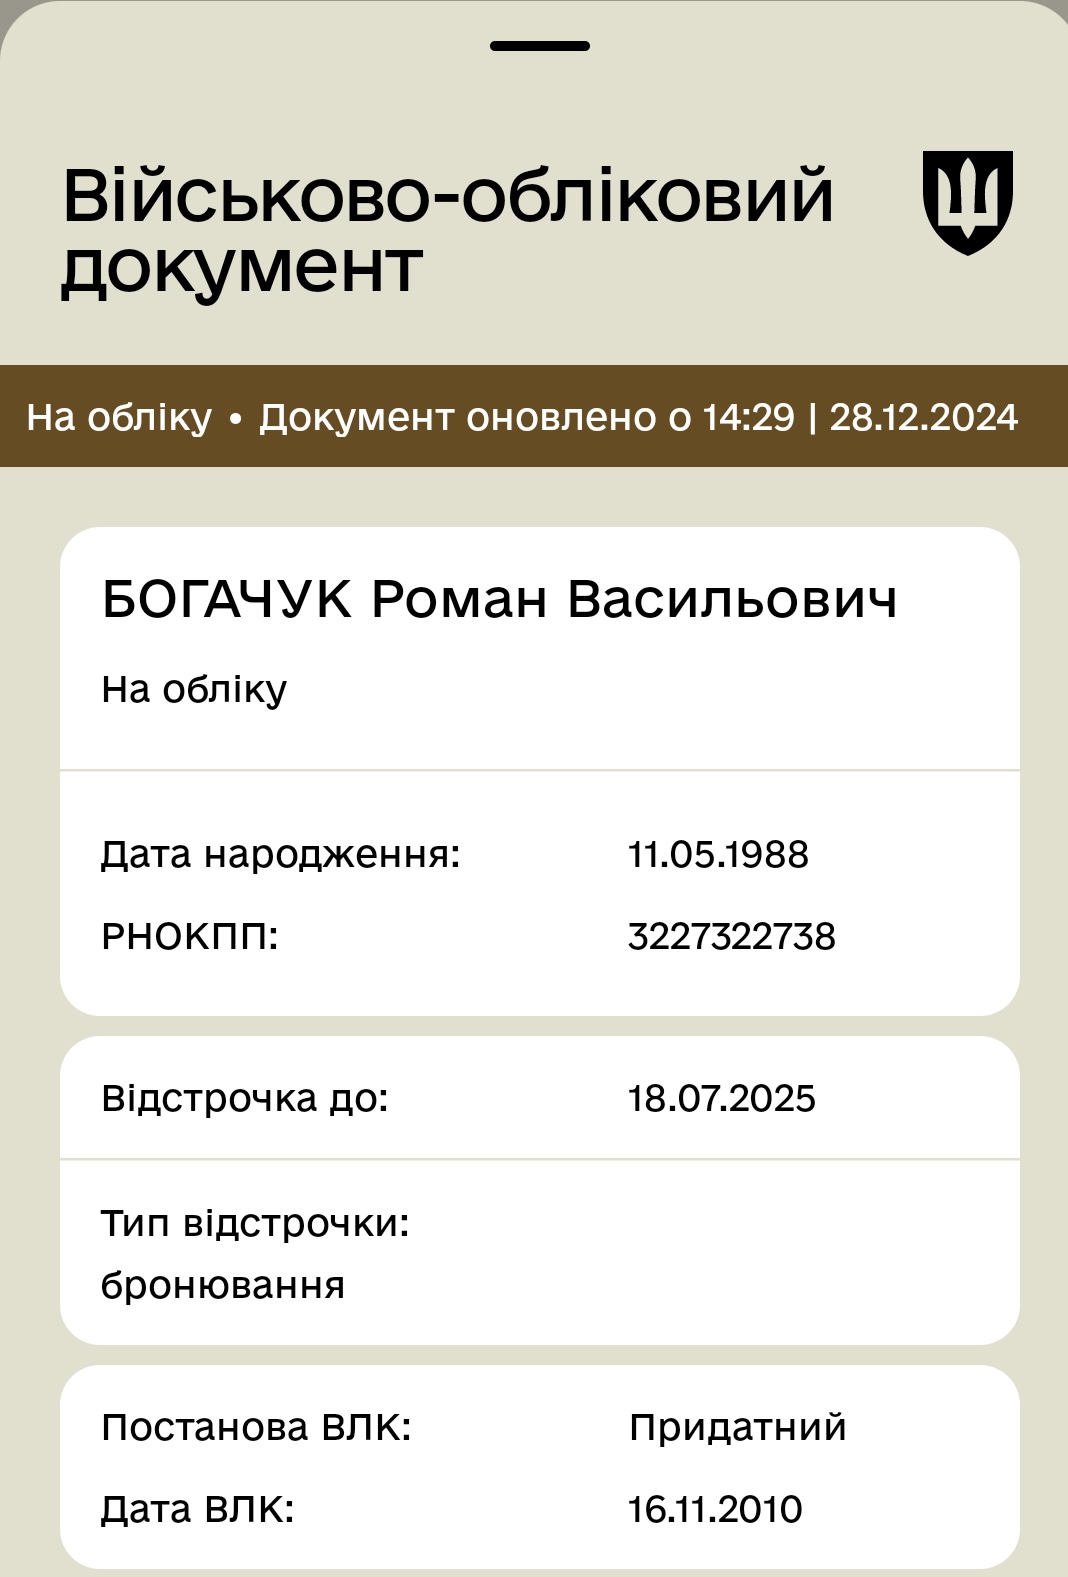 Військово-обліковий
документ
На обліку • Документ оновлено о 14:29 | 28.12.2024
БОГАЧУК Роман Васильович
На обліку
Дата народження: 11.05.1988
РНОКПП: 3227322738
Відстрочка до: 18.07.2025
Тип відстрочки:
бронювання
Постанова ВЛК: Придатний
Дата ВЛК: 16.11.2010